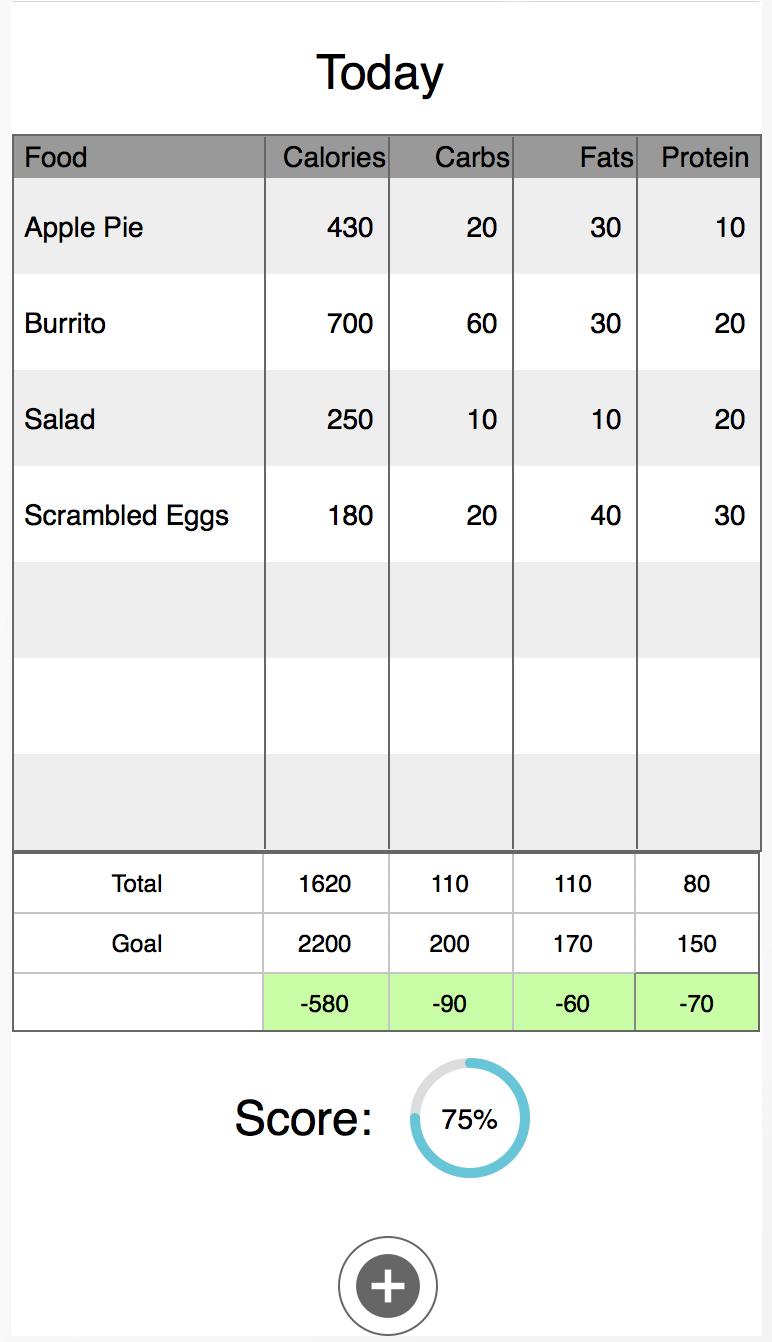 Today
Food Calories Carbs Fats Protein
Apple Pie 430 20 30 10
Burrito 700 60 30 20
Salad 250 10 10 20
Scrambled Eggs 180 20 40 30
Total 1620 110 110 80
Goal 2200 200 170 150
-580 -90 -60 -70
Score: 75%